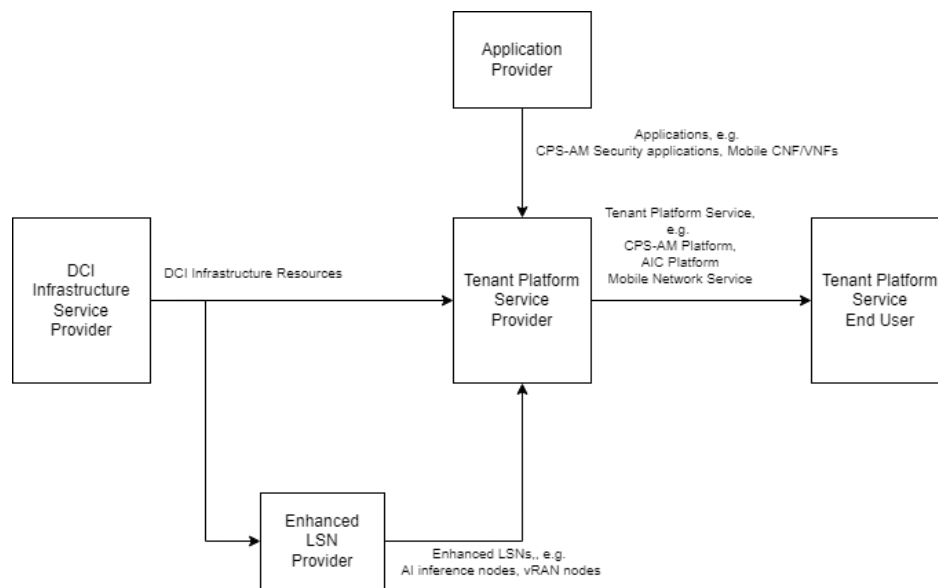 Application
Provider
Applications, e.g.
CPS-AM Security applications, Mobile CNF/VNFs
DCI
Infrastructure
Service
Provider
DCI Infrastructure Resources
Tenant Platform
Service
Provider
Tenant Platform Service,
e.g.
CPS-AM Platform,
AIC Platform
Mobile Network Service
Tenant Platform
Service
End User
Enhanced
LSN
Provider
Enhanced LSNs,, e.g.
AI inference nodes, vRAN nodes